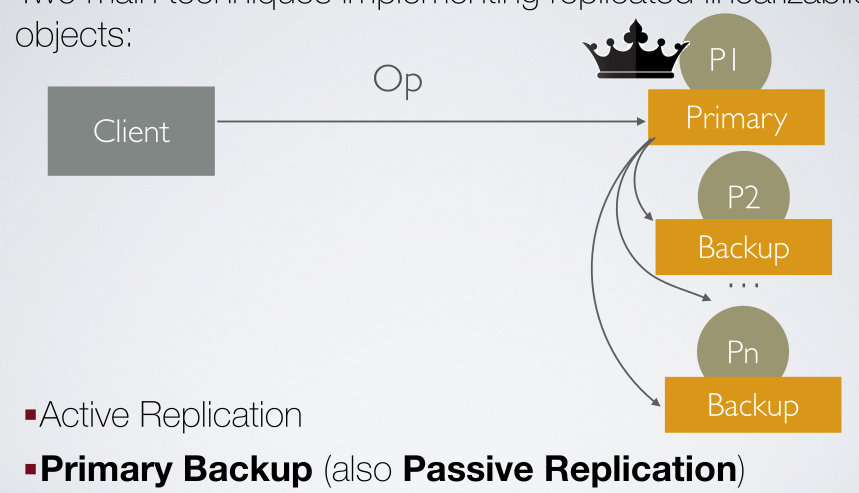 Two main techniques implementing replicated linearizable
objects:
Op
P1
Primary
Client
P2
Backup
...
Pn
Backup
▪Active Replication
▪Primary Backup (also Passive Replication)